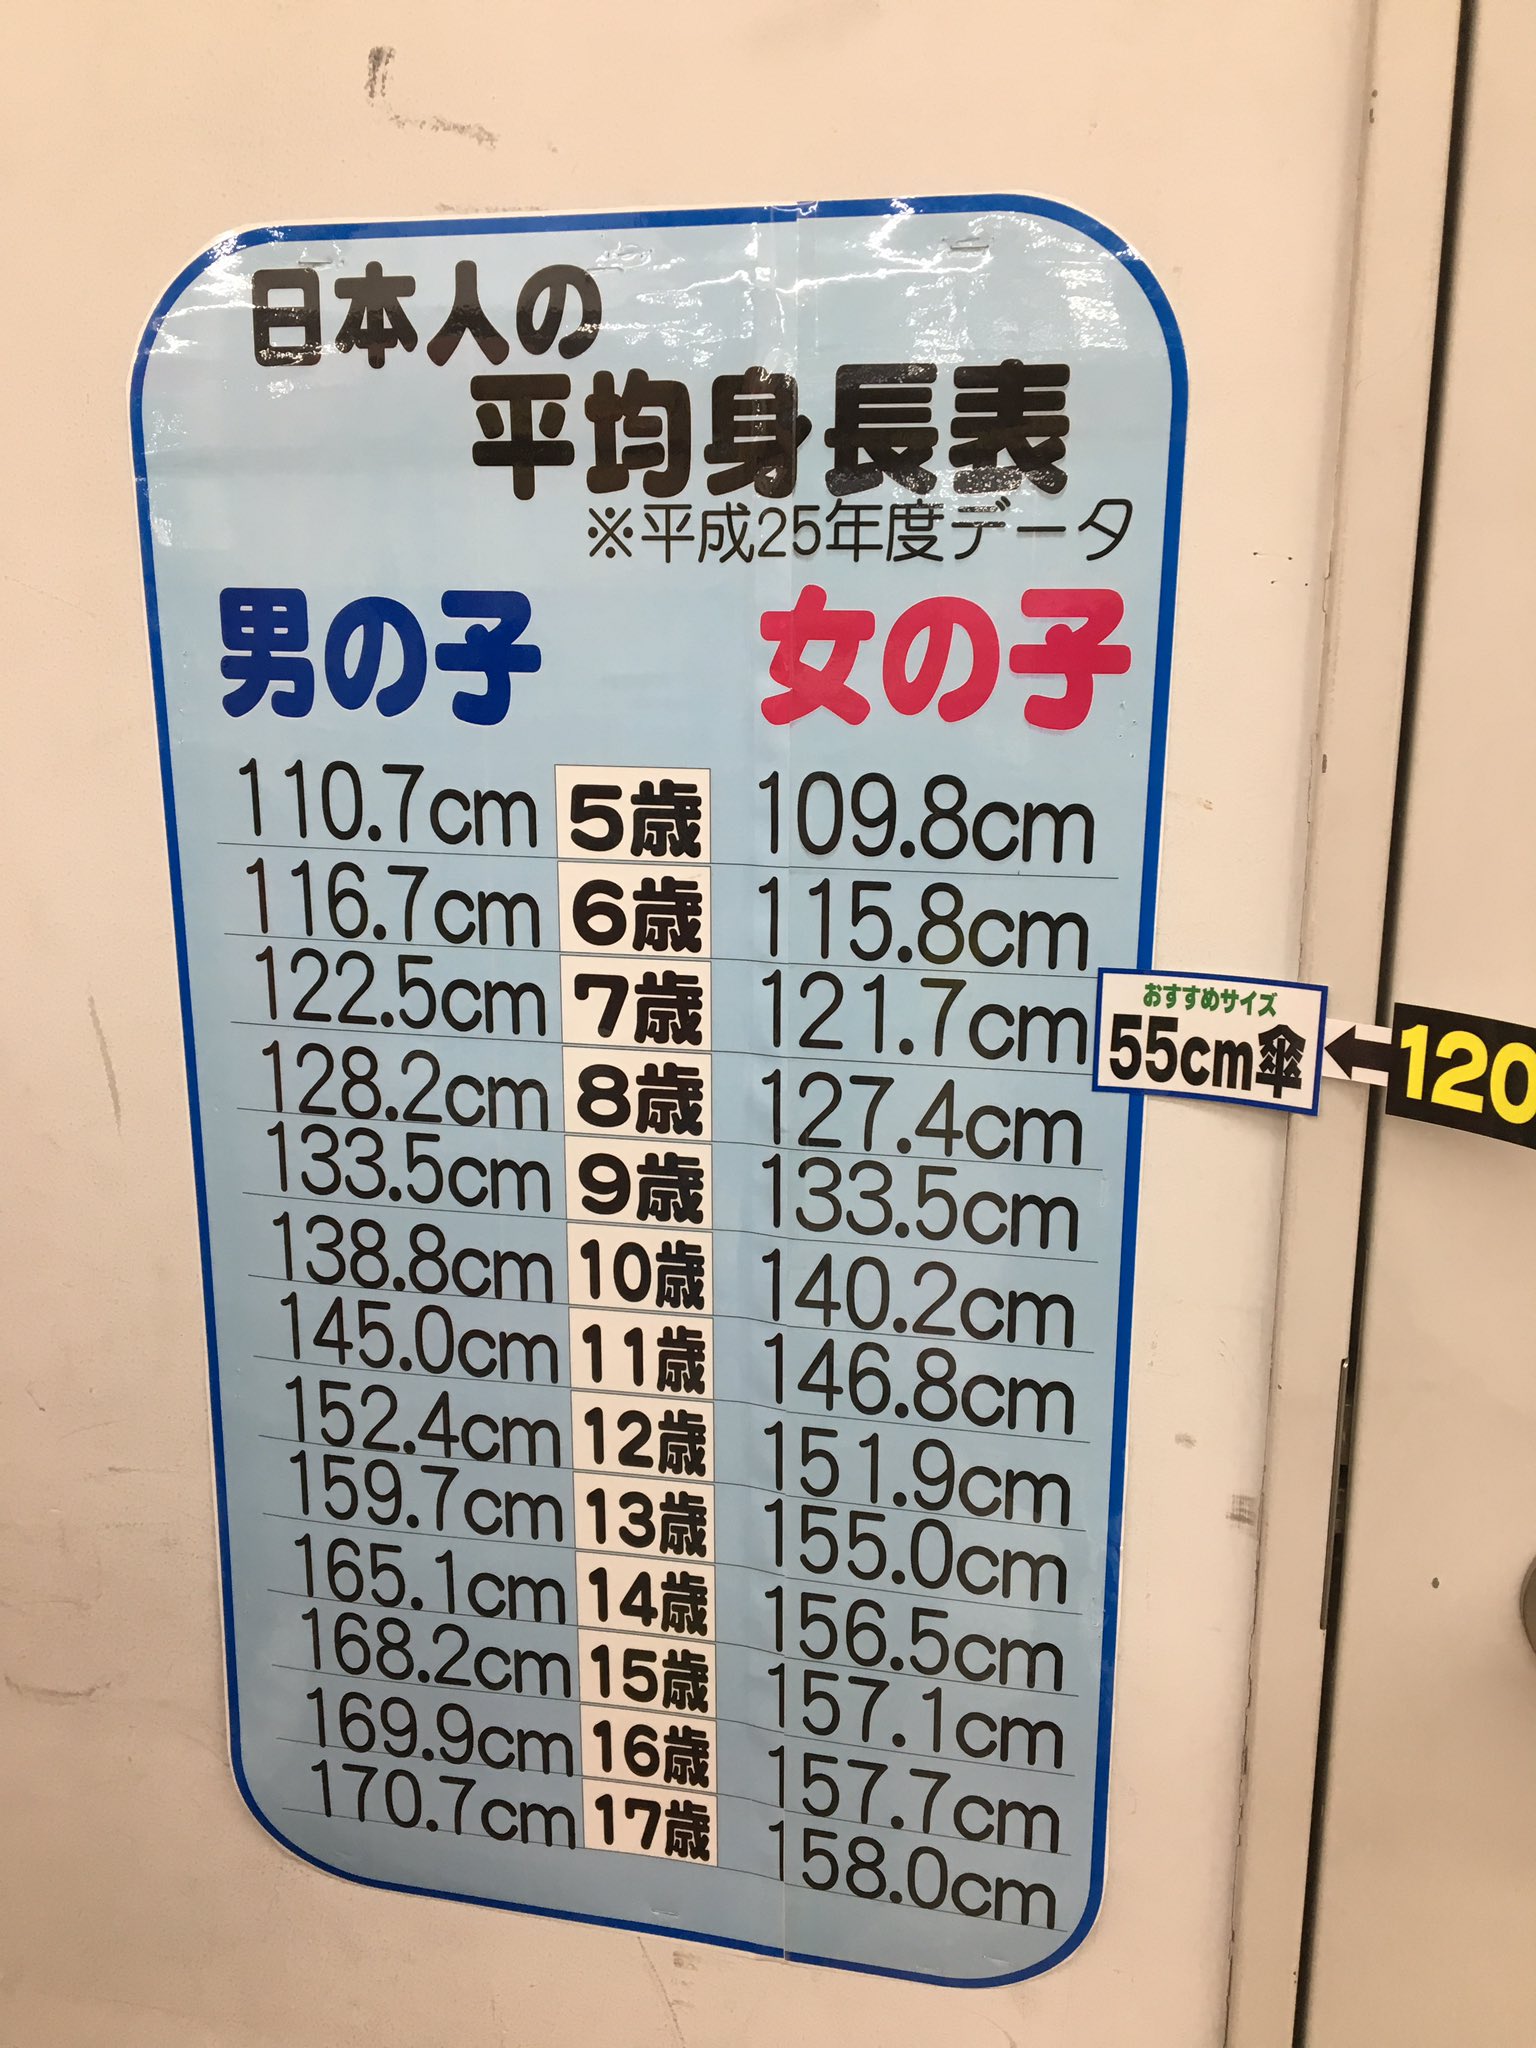 日本人の
平均身長表
※平成25年度データ
男の子 女の子
110.7cm 5歳 109.8cm
116.7cm 6歳 115.8cm
122.5cm 7歳 121.7cm
128.2cm 8歳 127.4cm
133.5cm 9歳 133.5cm
138.8cm 10歳 140.2cm
145.0cm 11歳 146.8cm
152.4cm 12歳 151.9cm
159.7cm 13歳 155.0cm
165.1cm 14歳 156.5cm
168.2cm 15歳 157.1cm
169.9cm 16歳 157.7cm
170.7cm 17歳 158.0cm
おすすめサイズ
55cm傘
120